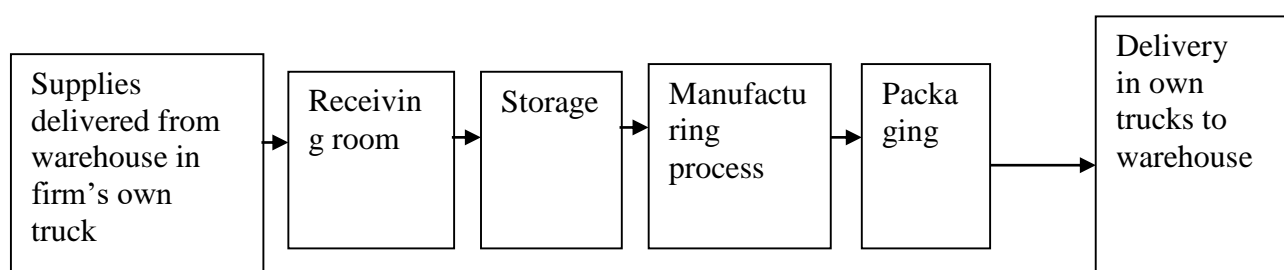 Supplies
delivered from
warehouse in
firm’s own
truck
Receivin
g room
Storage
Manufactu
ring
process
Packa
ging
Delivery
in own
trucks to
warehouse